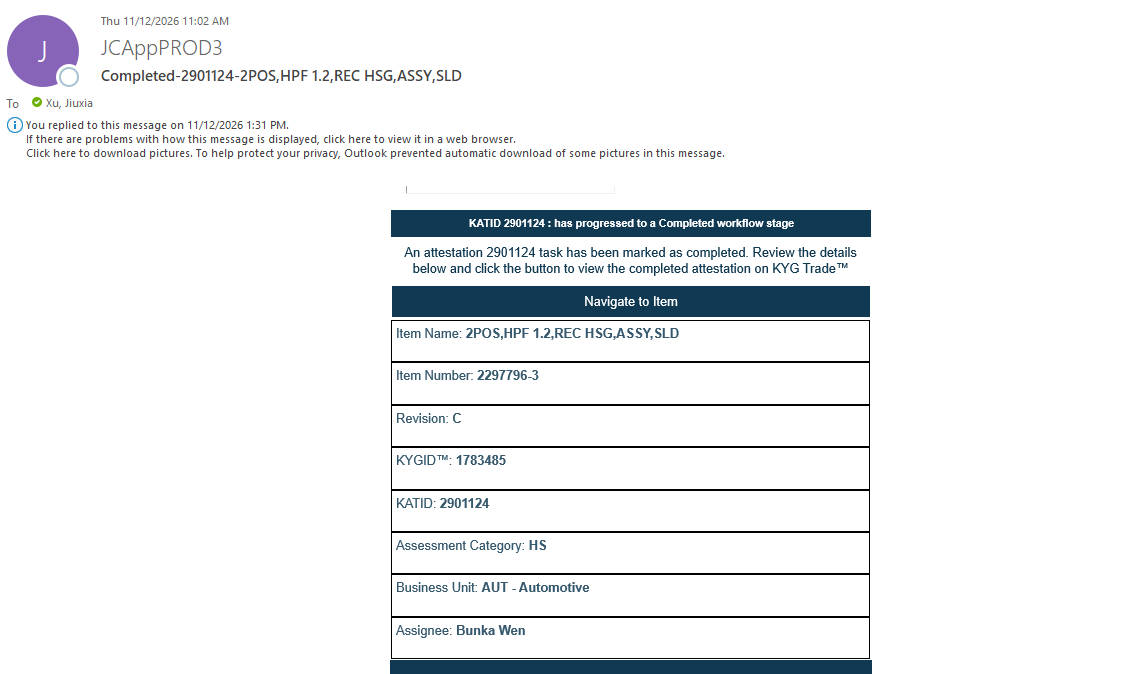 J
Thu 11/12/2026 11:02 AM
JCAppPROD3
Completed-2901124-2POS,HPF 1.2,REC HSG,ASSY,SLD
To Xu, Jiuxia
You replied to this message on 11/12/2026 1:31 PM.
If there are problems with how this message is displayed, click here to view it in a web browser.
Click here to download pictures. To help protect your privacy, Outlook prevented automatic download of some pictures in this message.
KATID 2901124 : has progressed to a Completed workflow stage
An attestation 2901124 task has been marked as completed. Review the details
below and click the button to view the completed attestation on KYG Trade™
Navigate to Item
Item Name: 2POS,HPF 1.2,REC HSG,ASSY,SLD
Item Number: 2297796-3
Revision: C
KYGID™: 1783485
KATID: 2901124
Assessment Category: HS
Business Unit: AUT - Automotive
Assignee: Bunka Wen